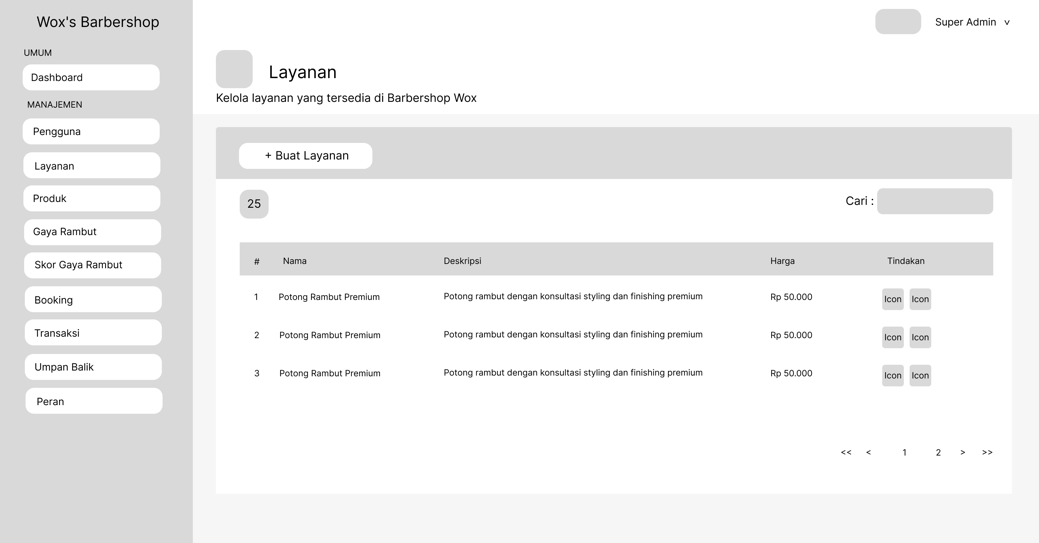 Wox's Barbershop
UMUM
Dashboard
MANAJEMEN
Pengguna
Layanan
Produk
Gaya Rambut
Skor Gaya Rambut
Booking
Transaksi
Umpan Balik
Peran
Super Admin v
Layanan
Kelola layanan yang tersedia di Barbershop Wox
+ Buat Layanan
25
Cari :
# Nama Deskripsi Harga Tindakan
1 Potong Rambut Premium Potong rambut dengan konsultasi styling dan finishing premium Rp 50.000 Icon Icon
2 Potong Rambut Premium Potong rambut dengan konsultasi styling dan finishing premium Rp 50.000 Icon Icon
3 Potong Rambut Premium Potong rambut dengan konsultasi styling dan finishing premium Rp 50.000 Icon Icon
<< < 1 2 > >>